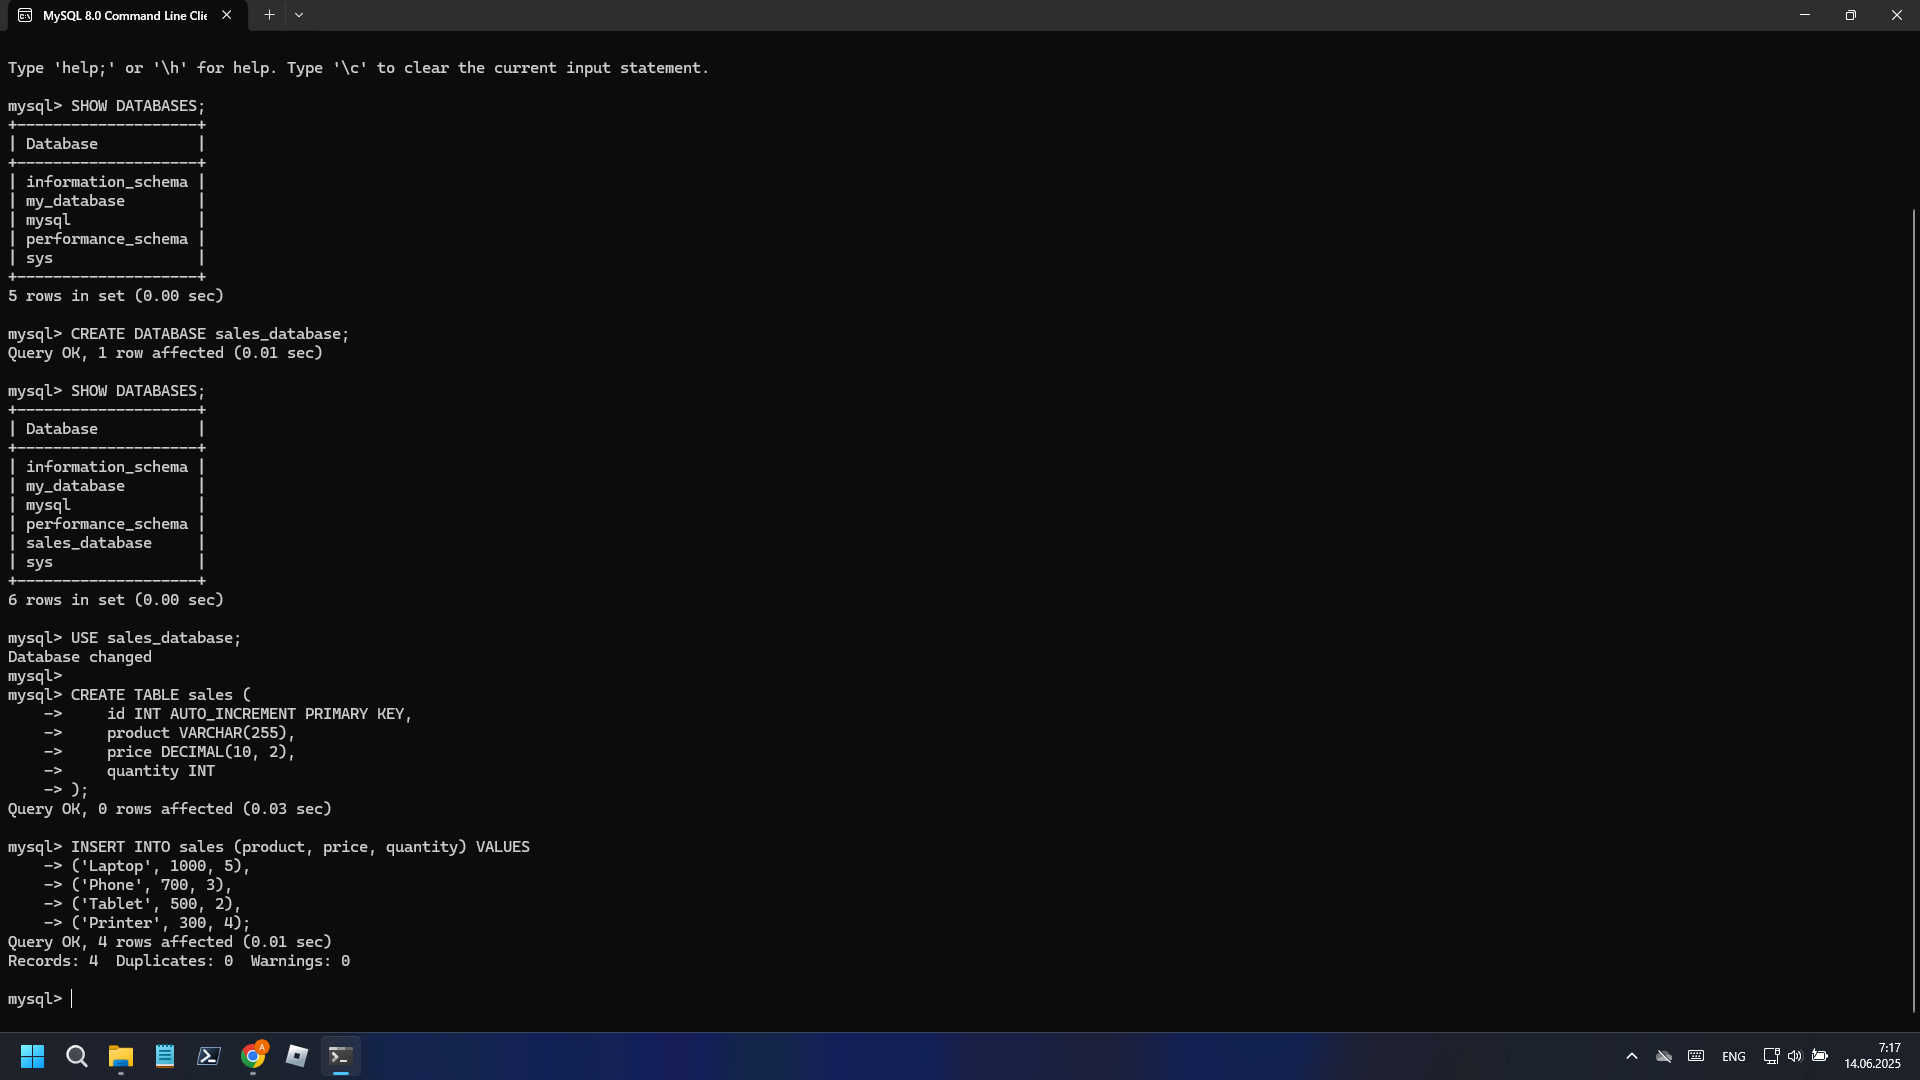 MySQL 8.0 Command Line Clie
Type 'help;' or '\h' for help. Type '\c' to clear the current input statement.
mysql> SHOW DATABASES;
+--------------------+
| Database           |
+--------------------+
| information_schema |
| my_database        |
| mysql              |
| performance_schema |
| sys                |
+--------------------+
5 rows in set (0.00 sec)
mysql> CREATE DATABASE sales_database;
Query OK, 1 row affected (0.01 sec)
mysql> SHOW DATABASES;
+--------------------+
| Database           |
+--------------------+
| information_schema |
| my_database        |
| mysql              |
| performance_schema |
| sales_database     |
| sys                |
+--------------------+
6 rows in set (0.00 sec)
mysql> USE sales_database;
Database changed
mysql>
mysql> CREATE TABLE sales (
    ->     id INT AUTO_INCREMENT PRIMARY KEY,
    ->     product VARCHAR(255),
    ->     price DECIMAL(10, 2),
    ->     quantity INT
    -> );
Query OK, 0 rows affected (0.03 sec)
mysql> INSERT INTO sales (product, price, quantity) VALUES
    -> ('Laptop', 1000, 5),
    -> ('Phone', 700, 3),
    -> ('Tablet', 500, 2),
    -> ('Printer', 300, 4);
Query OK, 4 rows affected (0.01 sec)
Records: 4  Duplicates: 0  Warnings: 0
mysql>
A
ENG
7:17
14.06.2025